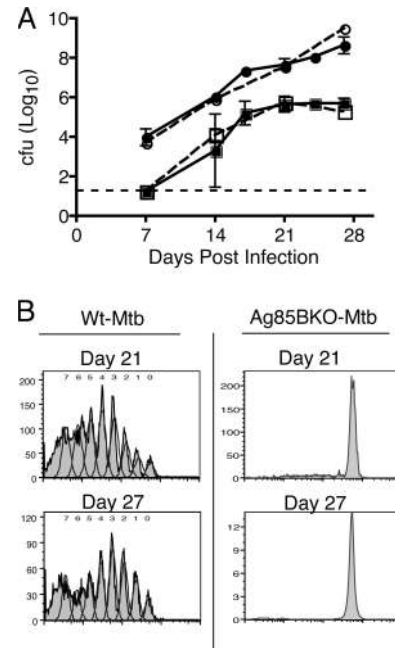 A
10
8
6
4
2
0
cfu (Log10)
0 7 14 21 28
Days Post Infection
B
Wt-Mtb
Ag85BKO-Mtb
Day 21
7 6 5 4 3 2 1 0
200
150
100
50
0
Day 21
200
150
100
50
0
Day 27
7 6 5 4 3 2 1 0
120
90
60
30
0
Day 27
12
9
6
3
0